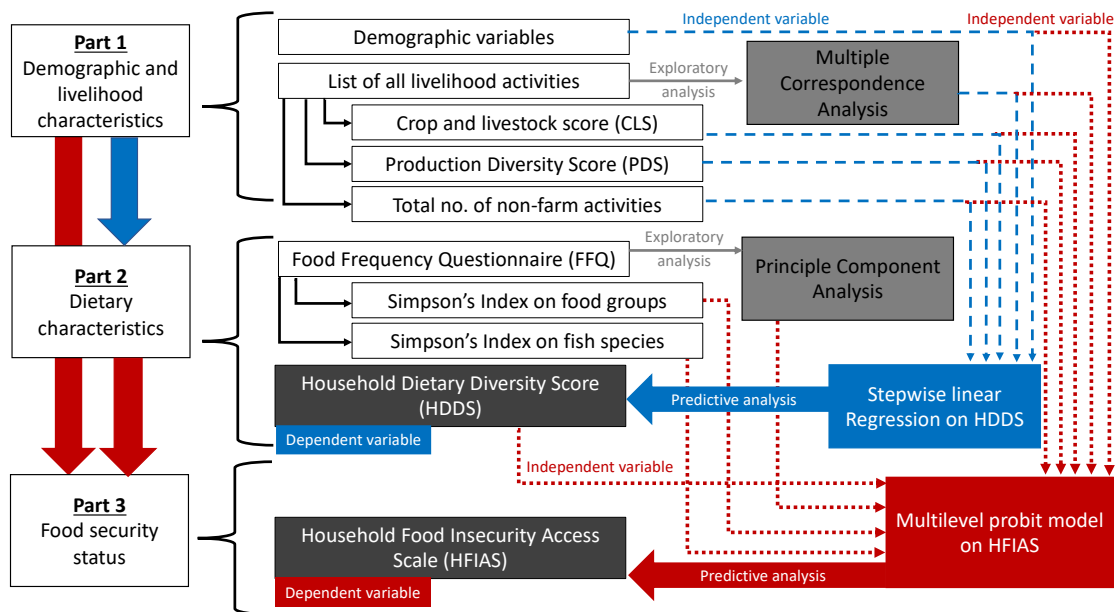 Part 1
Demographic and
livelihood
characteristics
Demographic variables
Independent variable
Independent variable
List of all livelihood activities
Exploratory
analysis
Multiple
Correspondence
Analysis
Crop and livestock score (CLS)
Production Diversity Score (PDS)
Total no. of non-farm activities
Part 2
Dietary
characteristics
Food Frequency Questionnaire (FFQ)
Exploratory
analysis
Principle Component
Analysis
Simpson's Index on food groups
Simpson's Index on fish species
Household Dietary Diversity Score
(HDDS)
Dependent variable
Predictive analysis
Stepwise linear
Regression on HDDS
Part 3
Food security
status
Independent variable
Household Food Insecurity Access
Scale (HFIAS)
Dependent variable
Predictive analysis
Multilevel probit model
on HFIAS